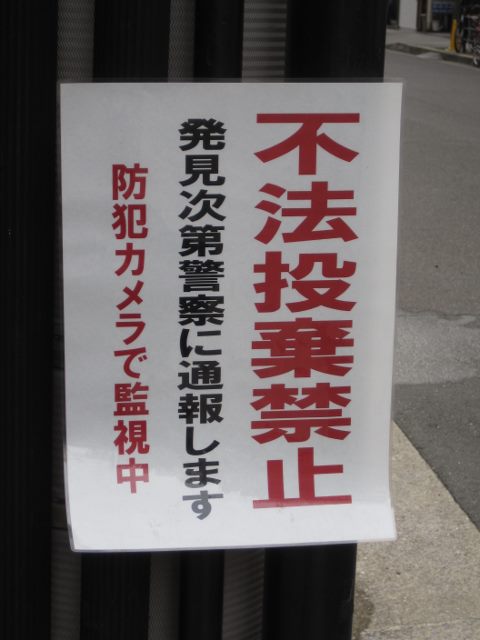 不法投棄禁止
発見次第警察に通報します
防犯カメラで監視中